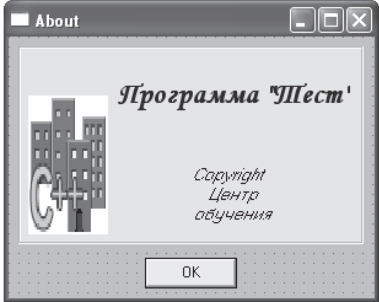 About
Программа "Тест'
C++
Copyright
Центр
обучения
OK